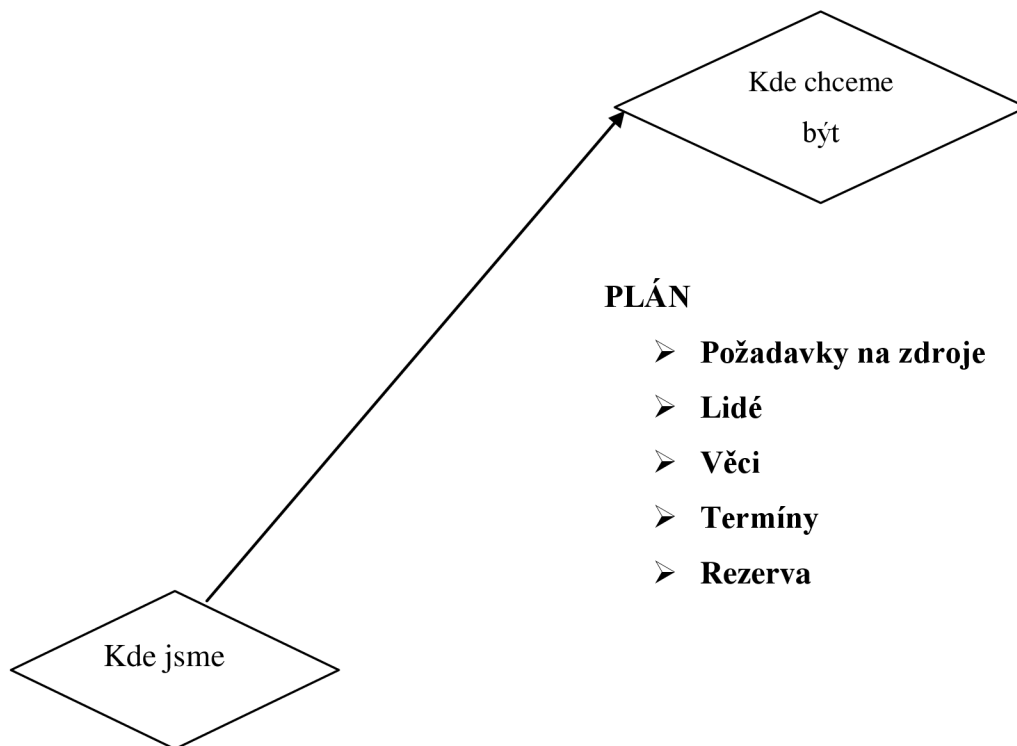 Kde chceme
být
PLÁN
➢ Požadavky na zdroje
➢ Lidé
➢ Věci
➢ Termíny
➢ Rezerva
Kde jsme